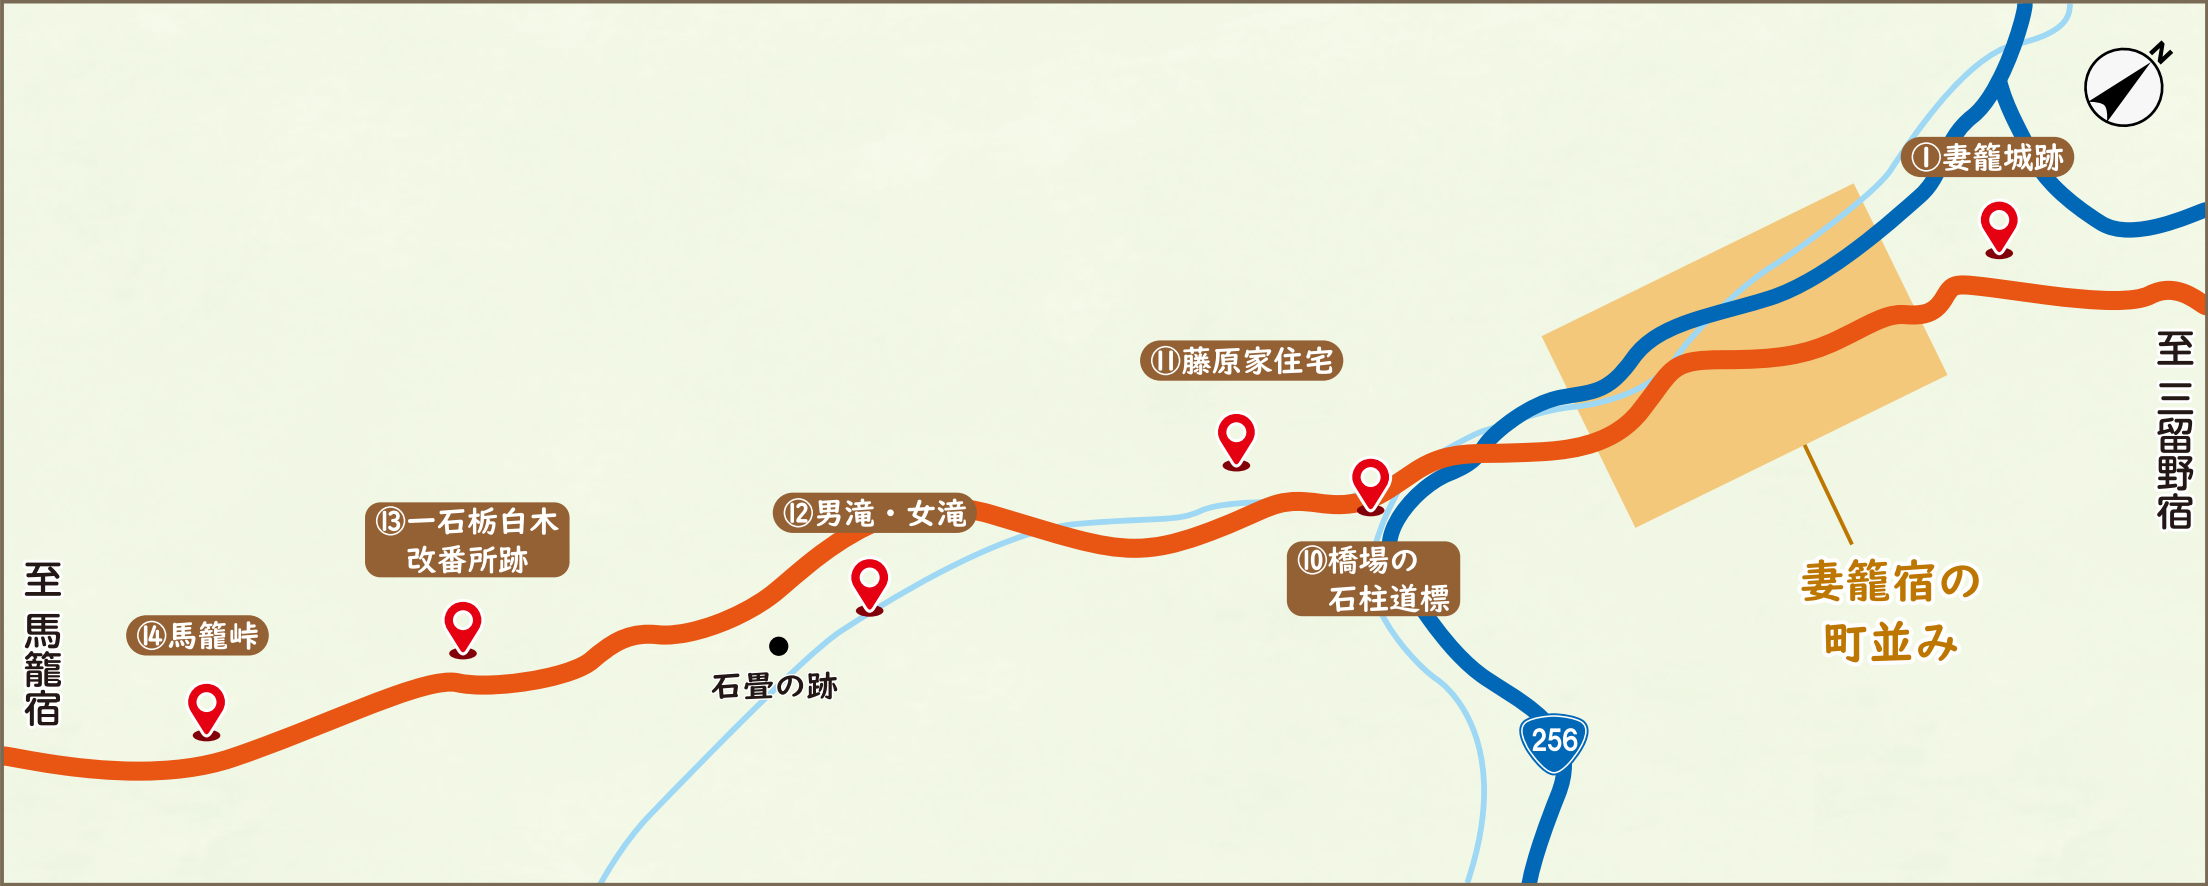 N
①妻籠城跡
至 三留野宿
⑪藤原家住宅
⑩橋場の
石柱道標
妻籠宿の
町並み
⑫男滝・女滝
石畳の跡
⑬一石栃白木
改番所跡
⑭馬籠峠
至 馬籠宿
256